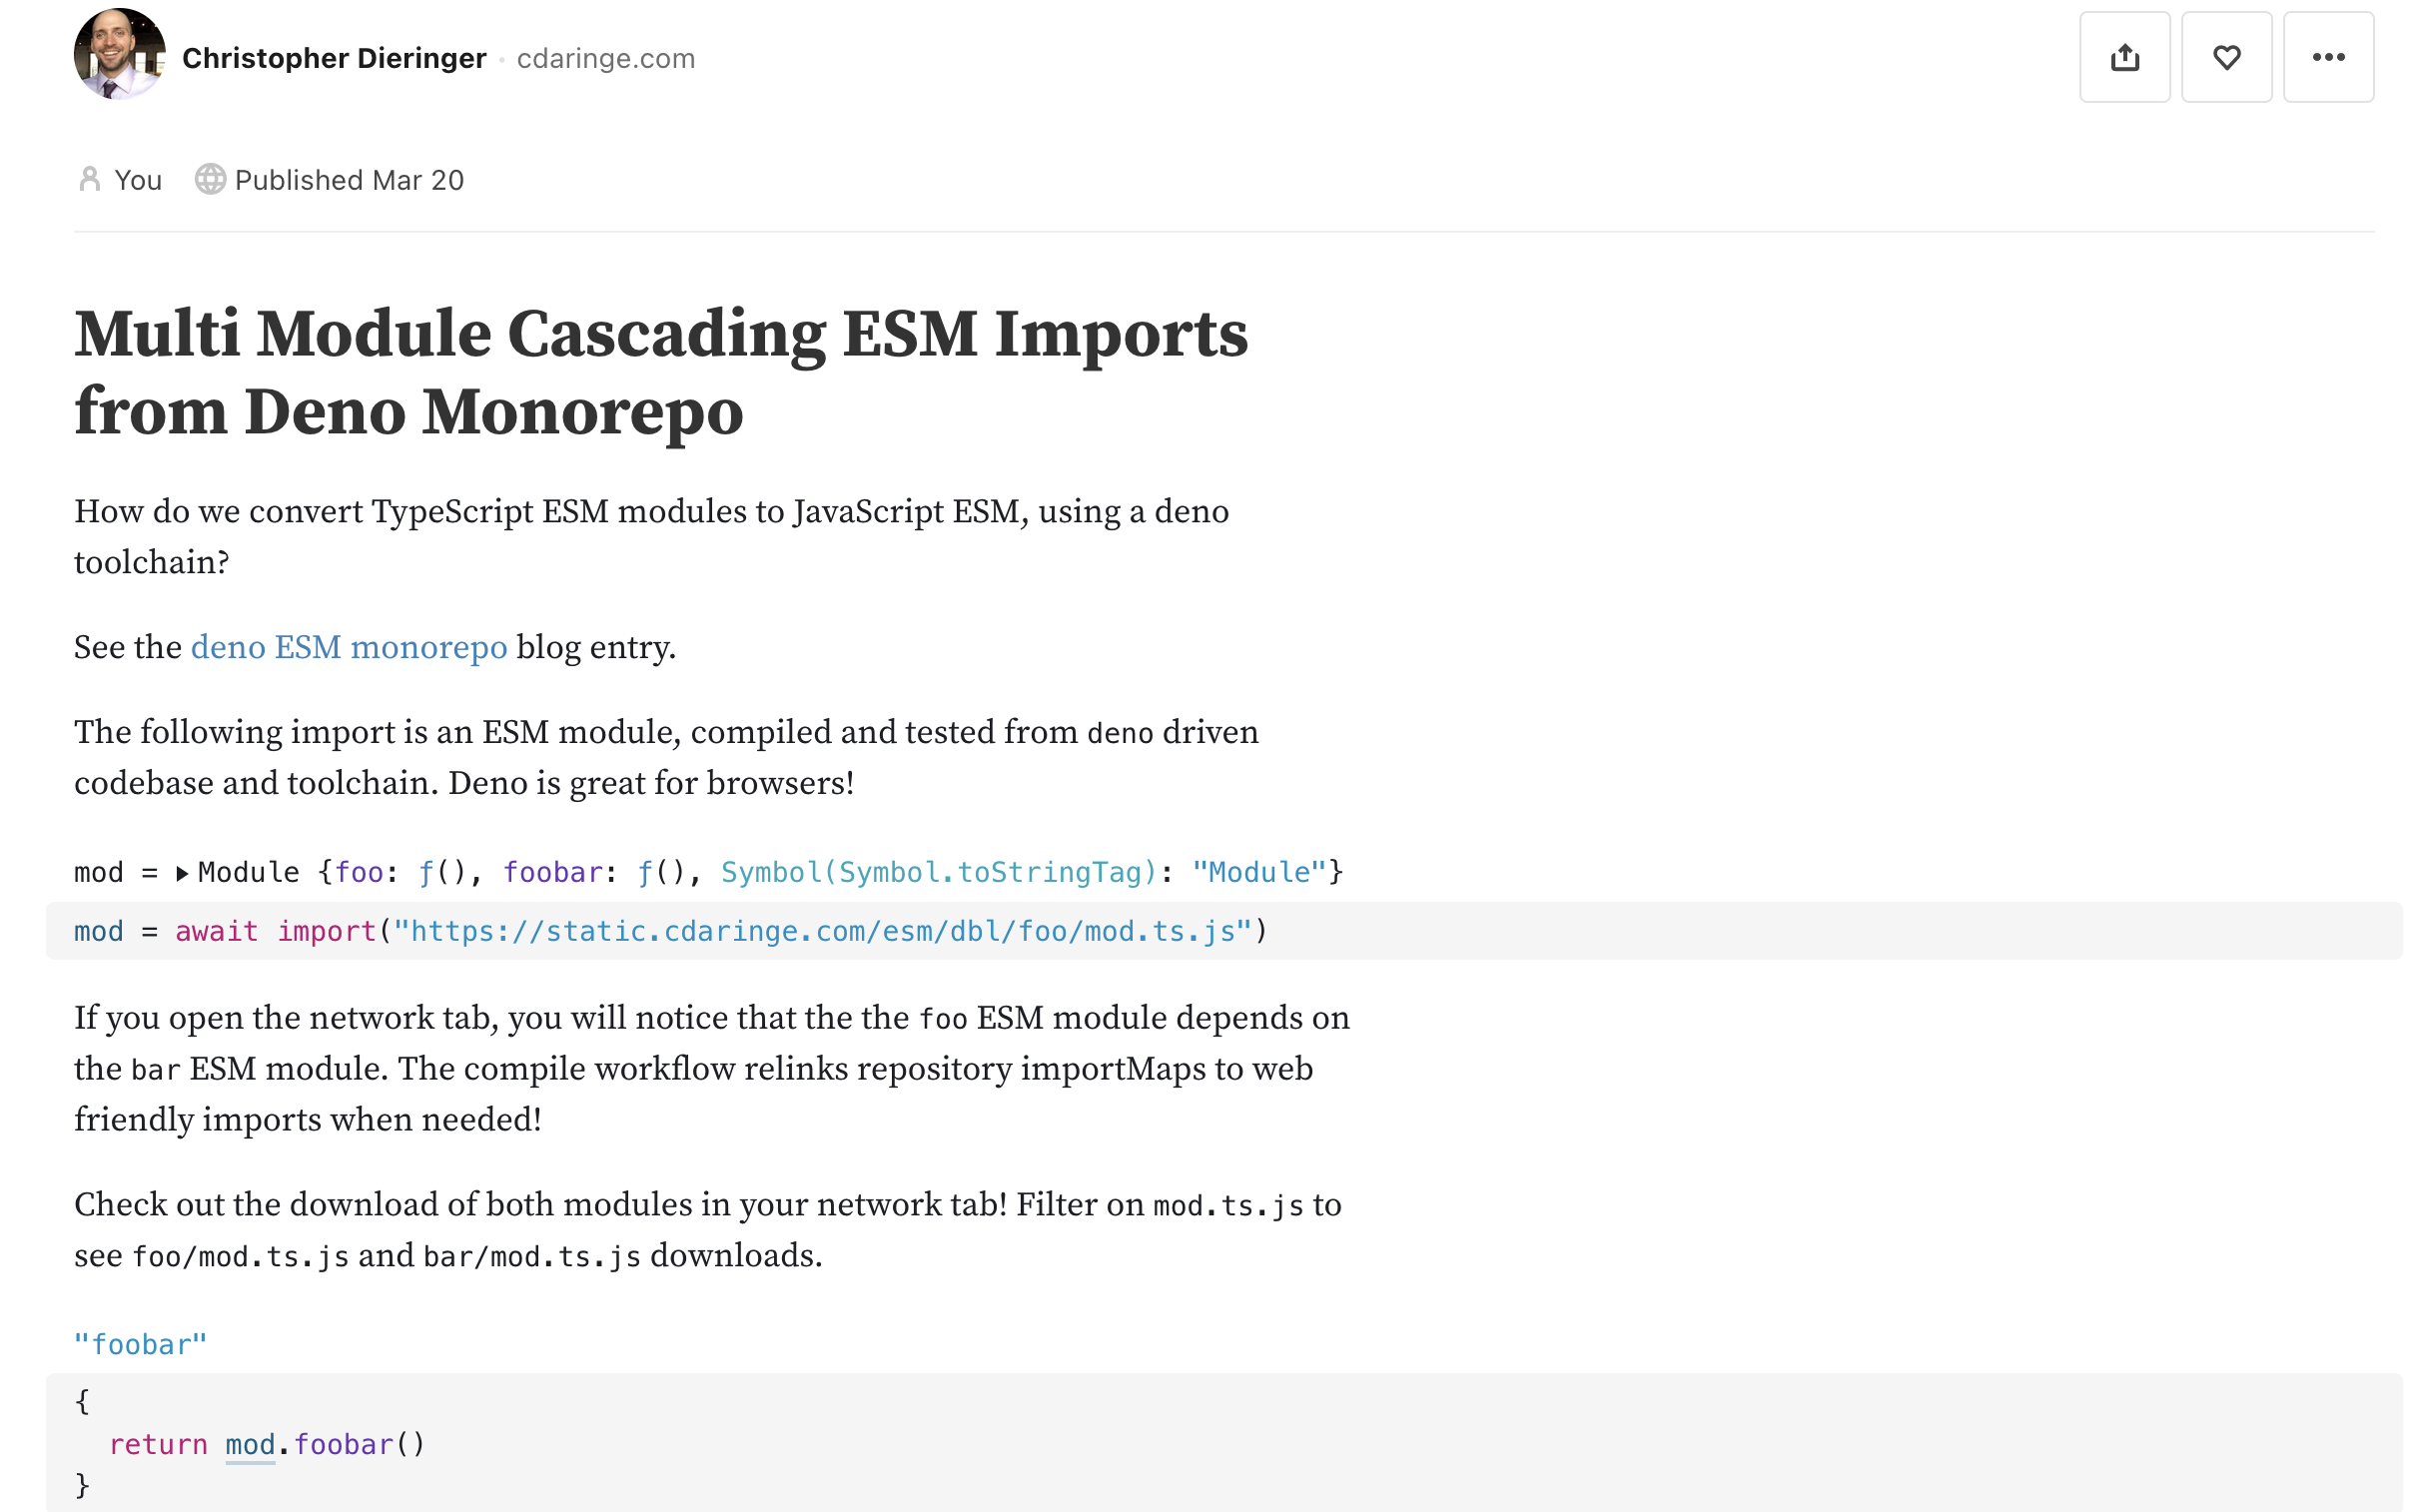 Christopher Dieringer • cdaringe.com
You Published Mar 20
Multi Module Cascading ESM Imports
from Deno Monorepo
How do we convert TypeScript ESM modules to JavaScript ESM, using a deno
toolchain?
See the deno ESM monorepo blog entry.
The following import is an ESM module, compiled and tested from deno driven
codebase and toolchain. Deno is great for browsers!
mod = ▸Module {foo: ƒ(), foobar: ƒ(), Symbol(Symbol.toStringTag): "Module"}
mod = await import("https://static.cdaringe.com/esm/dbl/foo/mod.ts.js")
If you open the network tab, you will notice that the the foo ESM module depends on
the bar ESM module. The compile workflow relinks repository importMaps to web
friendly imports when needed!
Check out the download of both modules in your network tab! Filter on mod.ts.js to
see foo/mod.ts.js and bar/mod.ts.js downloads.
"foobar"
{
  return mod.foobar()
}